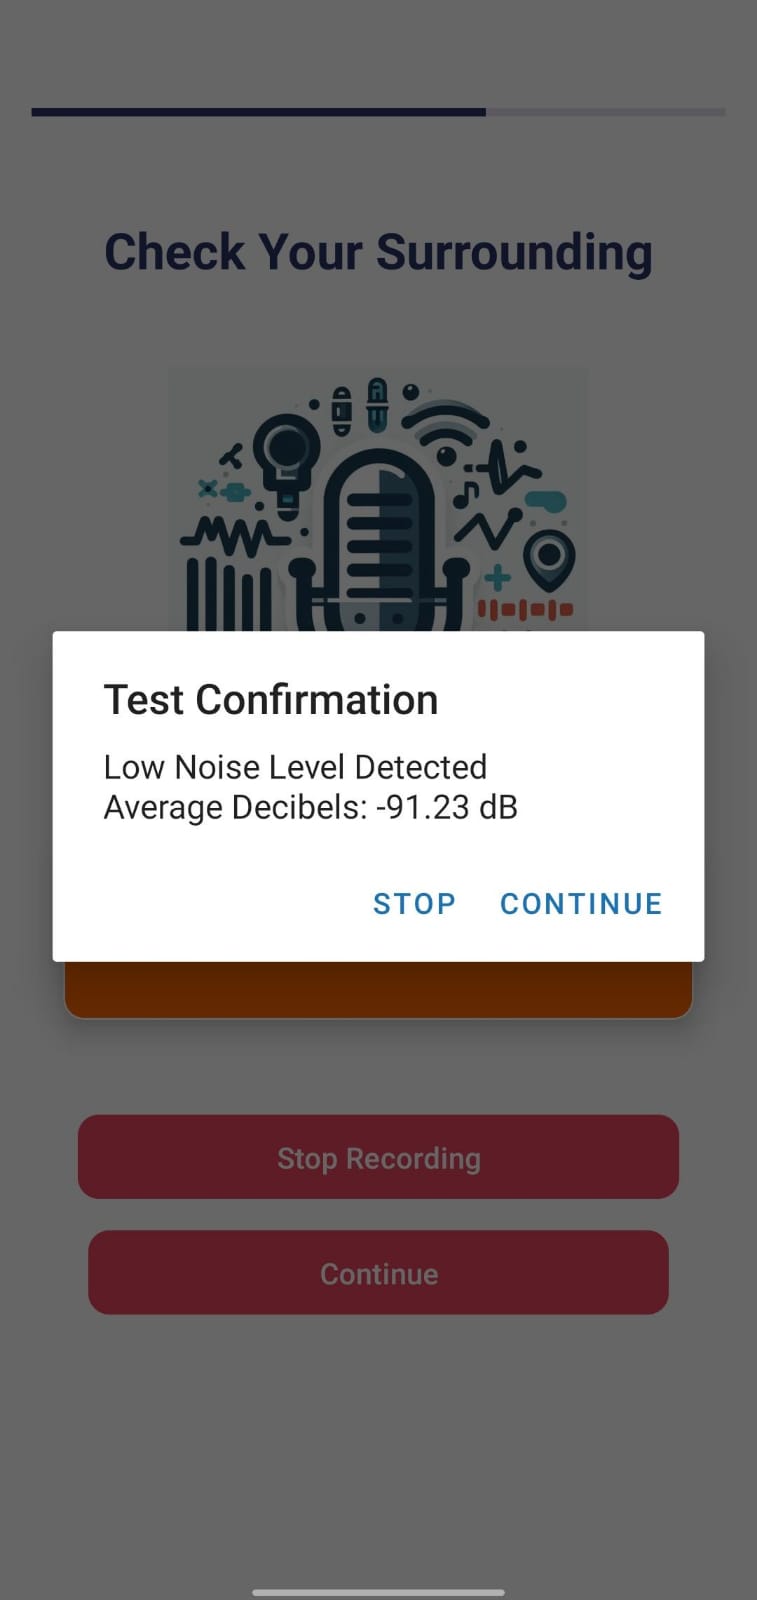 Check Your Surrounding
Test Confirmation
Low Noise Level Detected
Average Decibels: -91.23 dB
STOP CONTINUE
Stop Recording
Continue